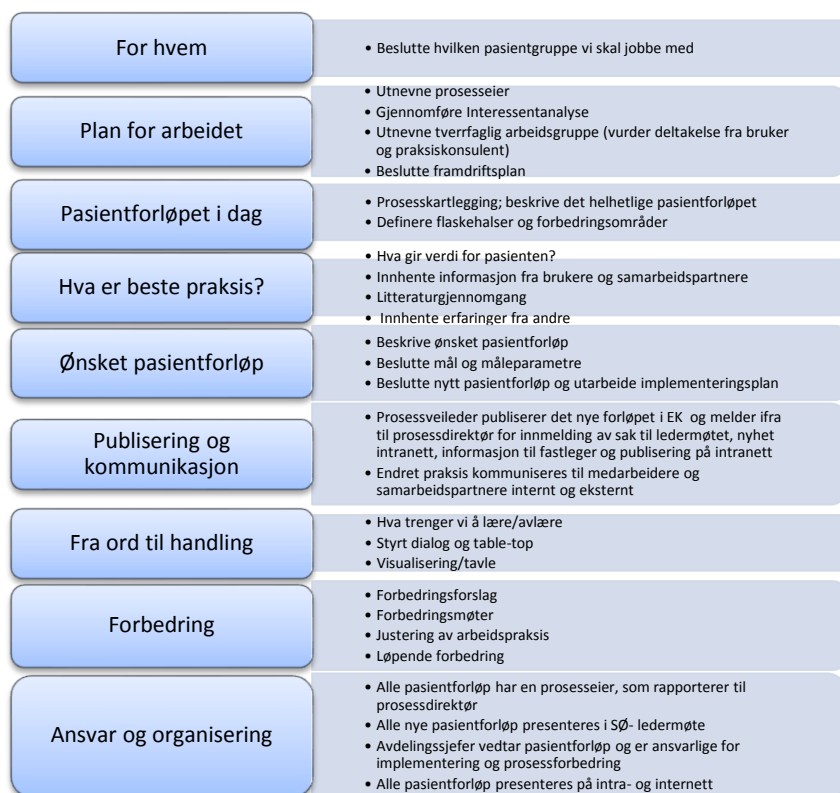 For hvem
• Beslutte hvilken pasientgruppe vi skal jobbe med
Plan for arbeidet
• Utnevne prosesseier
• Gjennomføre Interessentanalyse
• Utnevne tverrfaglig arbeidsgruppe (vurder deltakelse fra bruker
og praksiskonsulent)
• Beslutte framdriftsplan
Pasientforløpet i dag
• Prosesskartlegging; beskrive det helhetlige pasientforløpet
• Definere flaskehalser og forbedringsområder
Hva er beste praksis?
• Hva gir verdi for pasienten?
• Innhente informasjon fra brukere og samarbeidspartnere
• Litteraturgjennomgang
• Innhente erfaringer fra andre
Ønsket pasientforløp
• Beskrive ønsket pasientforløp
• Beslutte mål og måleparametre
• Beslutte nytt pasientforløp og utarbeide implementeringsplan
Publisering og
kommunikasjon
• Prosessveileder publiserer det nye forløpet i EK og melder ifra
til prosessdirektør for innmelding av sak til ledermøtet, nyhet
intranett, informasjon til fastleger og publisering på intranett
• Endret praksis kommuniseres til medarbeidere og
samarbeidspartnere internt og eksternt
Fra ord til handling
• Hva trenger vi å lære/avlære
• Styrt dialog og table-top
• Visualisering/tavle
Forbedring
• Forbedringsforslag
• Forbedringsmøter
• Justering av arbeidspraksis
• Løpende forbedring
Ansvar og organisering
• Alle pasientforløp har en prosesseier, som rapporterer til
prosessdirektør
• Alle nye pasientforløp presenteres i SØ- ledermøte
• Avdelingssjefer vedtar pasientforløp og er ansvarlige for
implementering og prosessforbedring
• Alle pasientforløp presenteres på intra- og internett